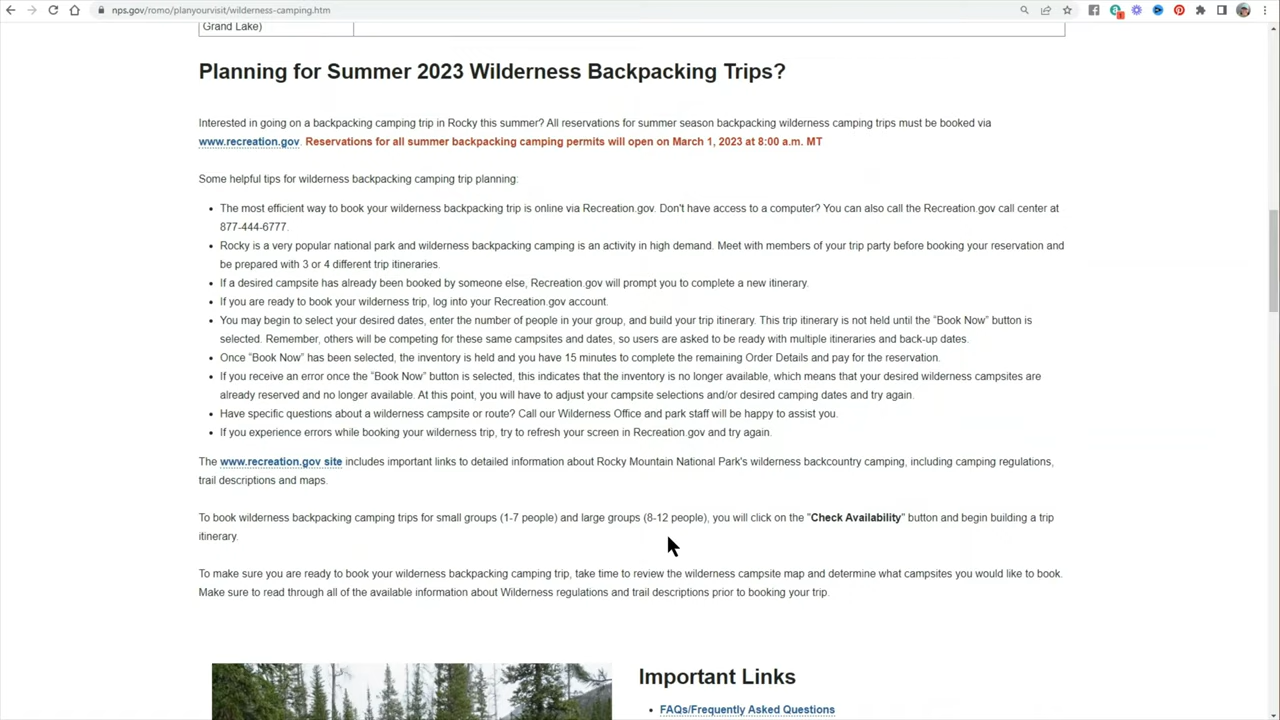 nps.gov/romo/planyourvisit/wilderness-camping.htm
Grand Lake)
Planning for Summer 2023 Wilderness Backpacking Trips?
Interested in going on a backpacking camping trip in Rocky this summer? All reservations for summer season backpacking wilderness camping trips must be booked via
www.recreation.gov. Reservations for all summer backpacking camping permits will open on March 1, 2023 at 8:00 a.m. MT
Some helpful tips for wilderness backpacking camping trip planning:
• The most efficient way to book your wilderness backpacking trip is online via Recreation.gov. Don't have access to a computer? You can also call the Recreation.gov call center at
877-444-6777.
• Rocky is a very popular national park and wilderness backpacking camping is an activity in high demand. Meet with members of your trip party before booking your reservation and
be prepared with 3 or 4 different trip itineraries.
• If a desired campsite has already been booked by someone else, Recreation.gov will prompt you to complete a new itinerary.
• If you are ready to book your wilderness trip, log into your Recreation.gov account.
• You may begin to select your desired dates, enter the number of people in your group, and build your trip itinerary. This trip itinerary is not held until the “Book Now” button is
selected. Remember, others will be competing for these same campsites and dates, so users are asked to be ready with multiple itineraries and back-up dates.
• Once “Book Now” has been selected, the inventory is held and you have 15 minutes to complete the remaining Order Details and pay for the reservation.
• If you receive an error once the “Book Now” button is selected, this indicates that the inventory is no longer available, which means that your desired wilderness campsites are
already reserved and no longer available. At this point, you will have to adjust your campsite selections and/or desired camping dates and try again.
• Have specific questions about a wilderness campsite or route? Call our Wilderness Office and park staff will be happy to assist you.
• If you experience errors while booking your wilderness trip, try to refresh your screen in Recreation.gov and try again.
The www.recreation.gov site includes important links to detailed information about Rocky Mountain National Park's wilderness backcountry camping, including camping regulations,
trail descriptions and maps.
To book wilderness backpacking camping trips for small groups (1-7 people) and large groups (8-12 people), you will click on the "Check Availability" button and begin building a trip
itinerary.
To make sure you are ready to book your wilderness backpacking camping trip, take time to review the wilderness campsite map and determine what campsites you would like to book.
Make sure to read through all of the available information about Wilderness regulations and trail descriptions prior to booking your trip.
Important Links
• FAQs/Frequently Asked Questions